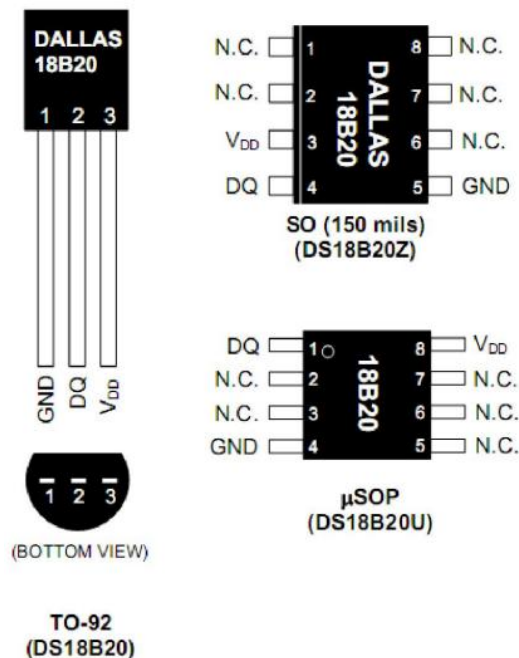 DALLAS
18B20
1 2 3
GND DQ VDD
1 2 3
(BOTTOM VIEW)
TO-92
(DS18B20)
N.C. 1 8 N.C.
N.C. 2 7 N.C.
VDD 3 6 N.C.
DQ 4 5 GND
DALLAS
18B20
SO (150 mils)
(DS18B20Z)
DQ 1 8 VDD
N.C. 2 7 N.C.
N.C. 3 6 N.C.
GND 4 5 N.C.
18B20
μSOP
(DS18B20U)